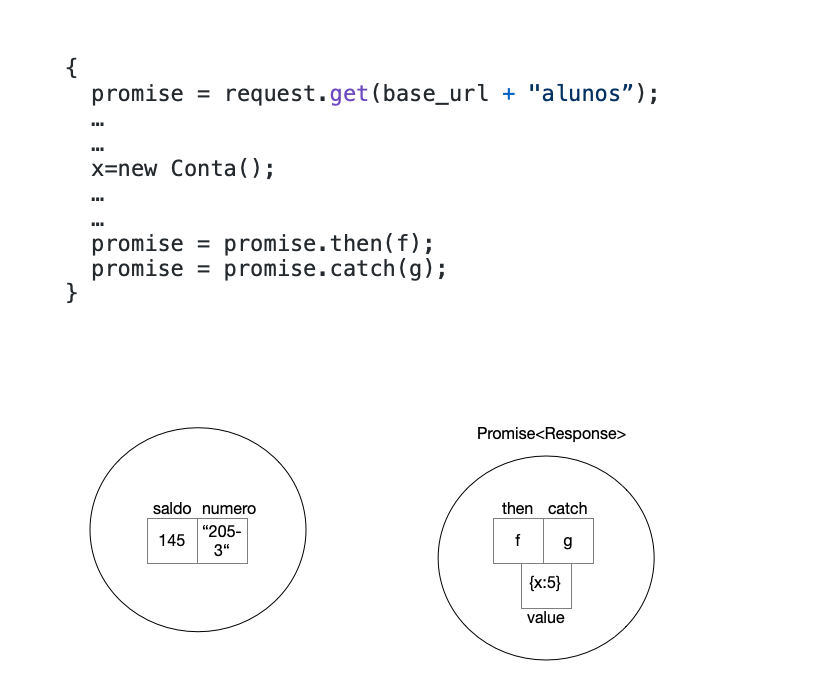 {
promise = request.get(base_url + "alunos”);
…
…
x=new Conta();
…
…
promise = promise.then(f);
promise = promise.catch(g);
}
Promise<Response>
saldo numero
145 “205-
3“
then catch
f g
{x:5}
value